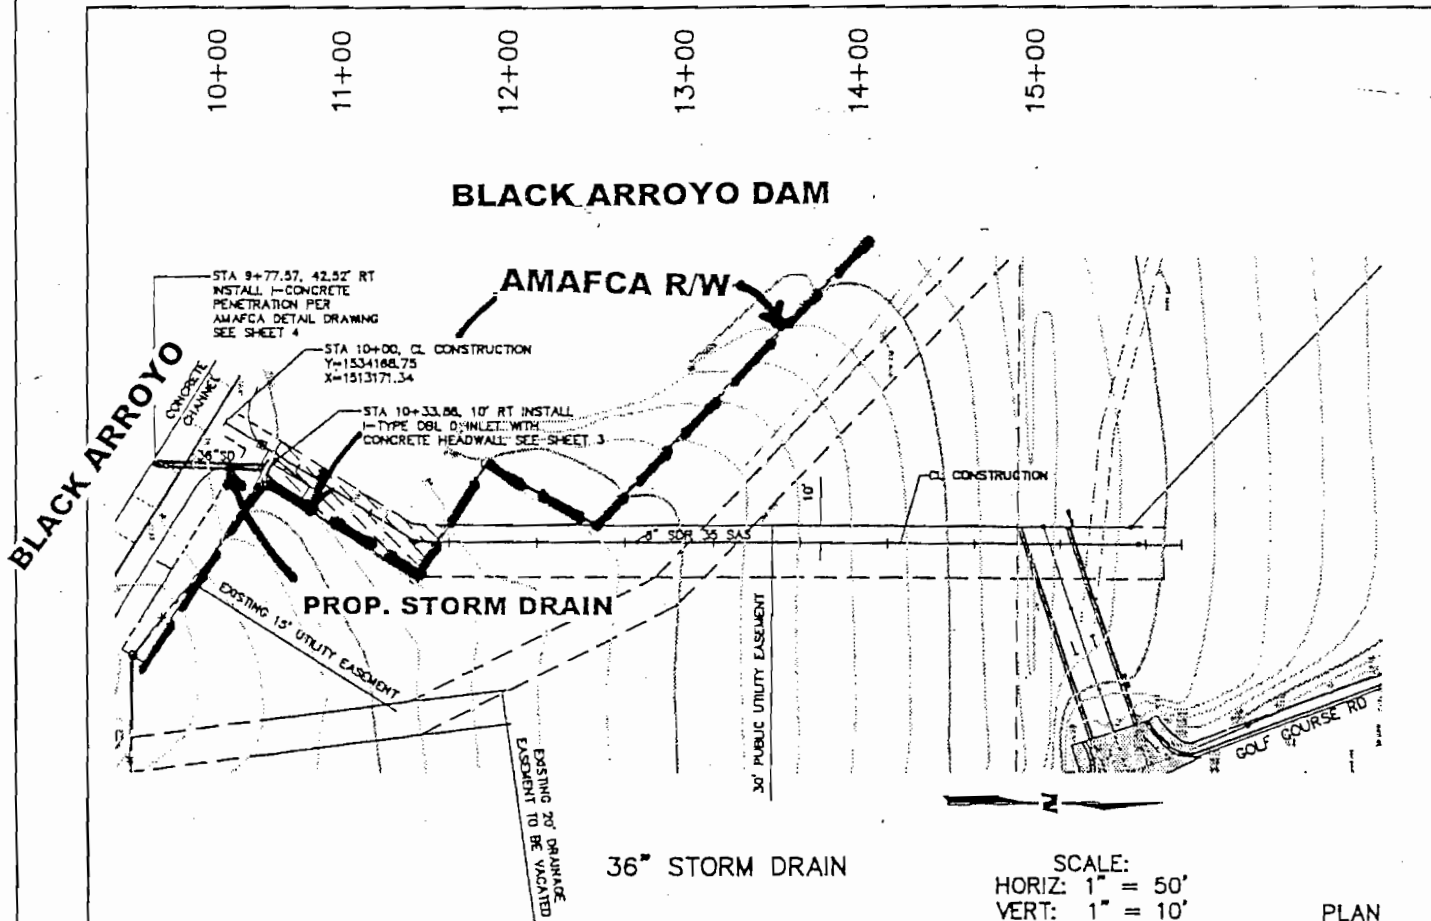 10+00
11+00
12+00
13+00
14+00
15+00
BLACK ARROYO DAM
AMAFCA R/W
STA 9+77.57, 42.52' RT
INSTALL 1-CONCRETE
PENETRATION PER
AMAFCA DETAIL DRAWING
SEE SHEET 4
STA 10+00, CL CONSTRUCTION
Y=1534168.75
X=1513171.34
STA 10+33.88, 10' RT INSTALL
1-TYPE DBL D INLET WITH
CONCRETE HEADWALL SEE SHEET 3
BLACK ARROYO
CONCRETE
CHANNEL
36" SD
CL CONSTRUCTION
10'
8" SDR 35 SAS
PROP. STORM DRAIN
EXISTING 15' UTILITY EASEMENT
30' PUBLIC UTILITY EASEMENT
EXISTING 20' DRAINAGE
EASEMENT TO BE VACATED
GOLF COURSE RD
N
36" STORM DRAIN
SCALE:
HORIZ: 1" = 50'
VERT: 1" = 10'
PLAN